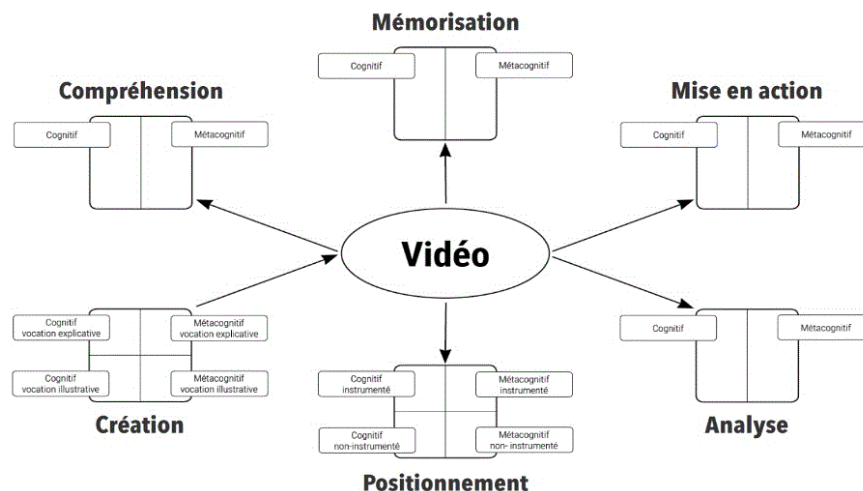 Mémorisation
Cognitif
Métacognitif
Compréhension
Cognitif
Métacognitif
Mise en action
Cognitif
Métacognitif
Vidéo
Cognitif
vocation explicative
Métacognitif
vocation explicative
Cognitif
vocation illustrative
Métacognitif
vocation illustrative
Création
Cognitif
instrumenté
Métacognitif
instrumenté
Cognitif
non-instrumenté
Métacognitif
non- instrumenté
Positionnement
Cognitif
Métacognitif
Analyse